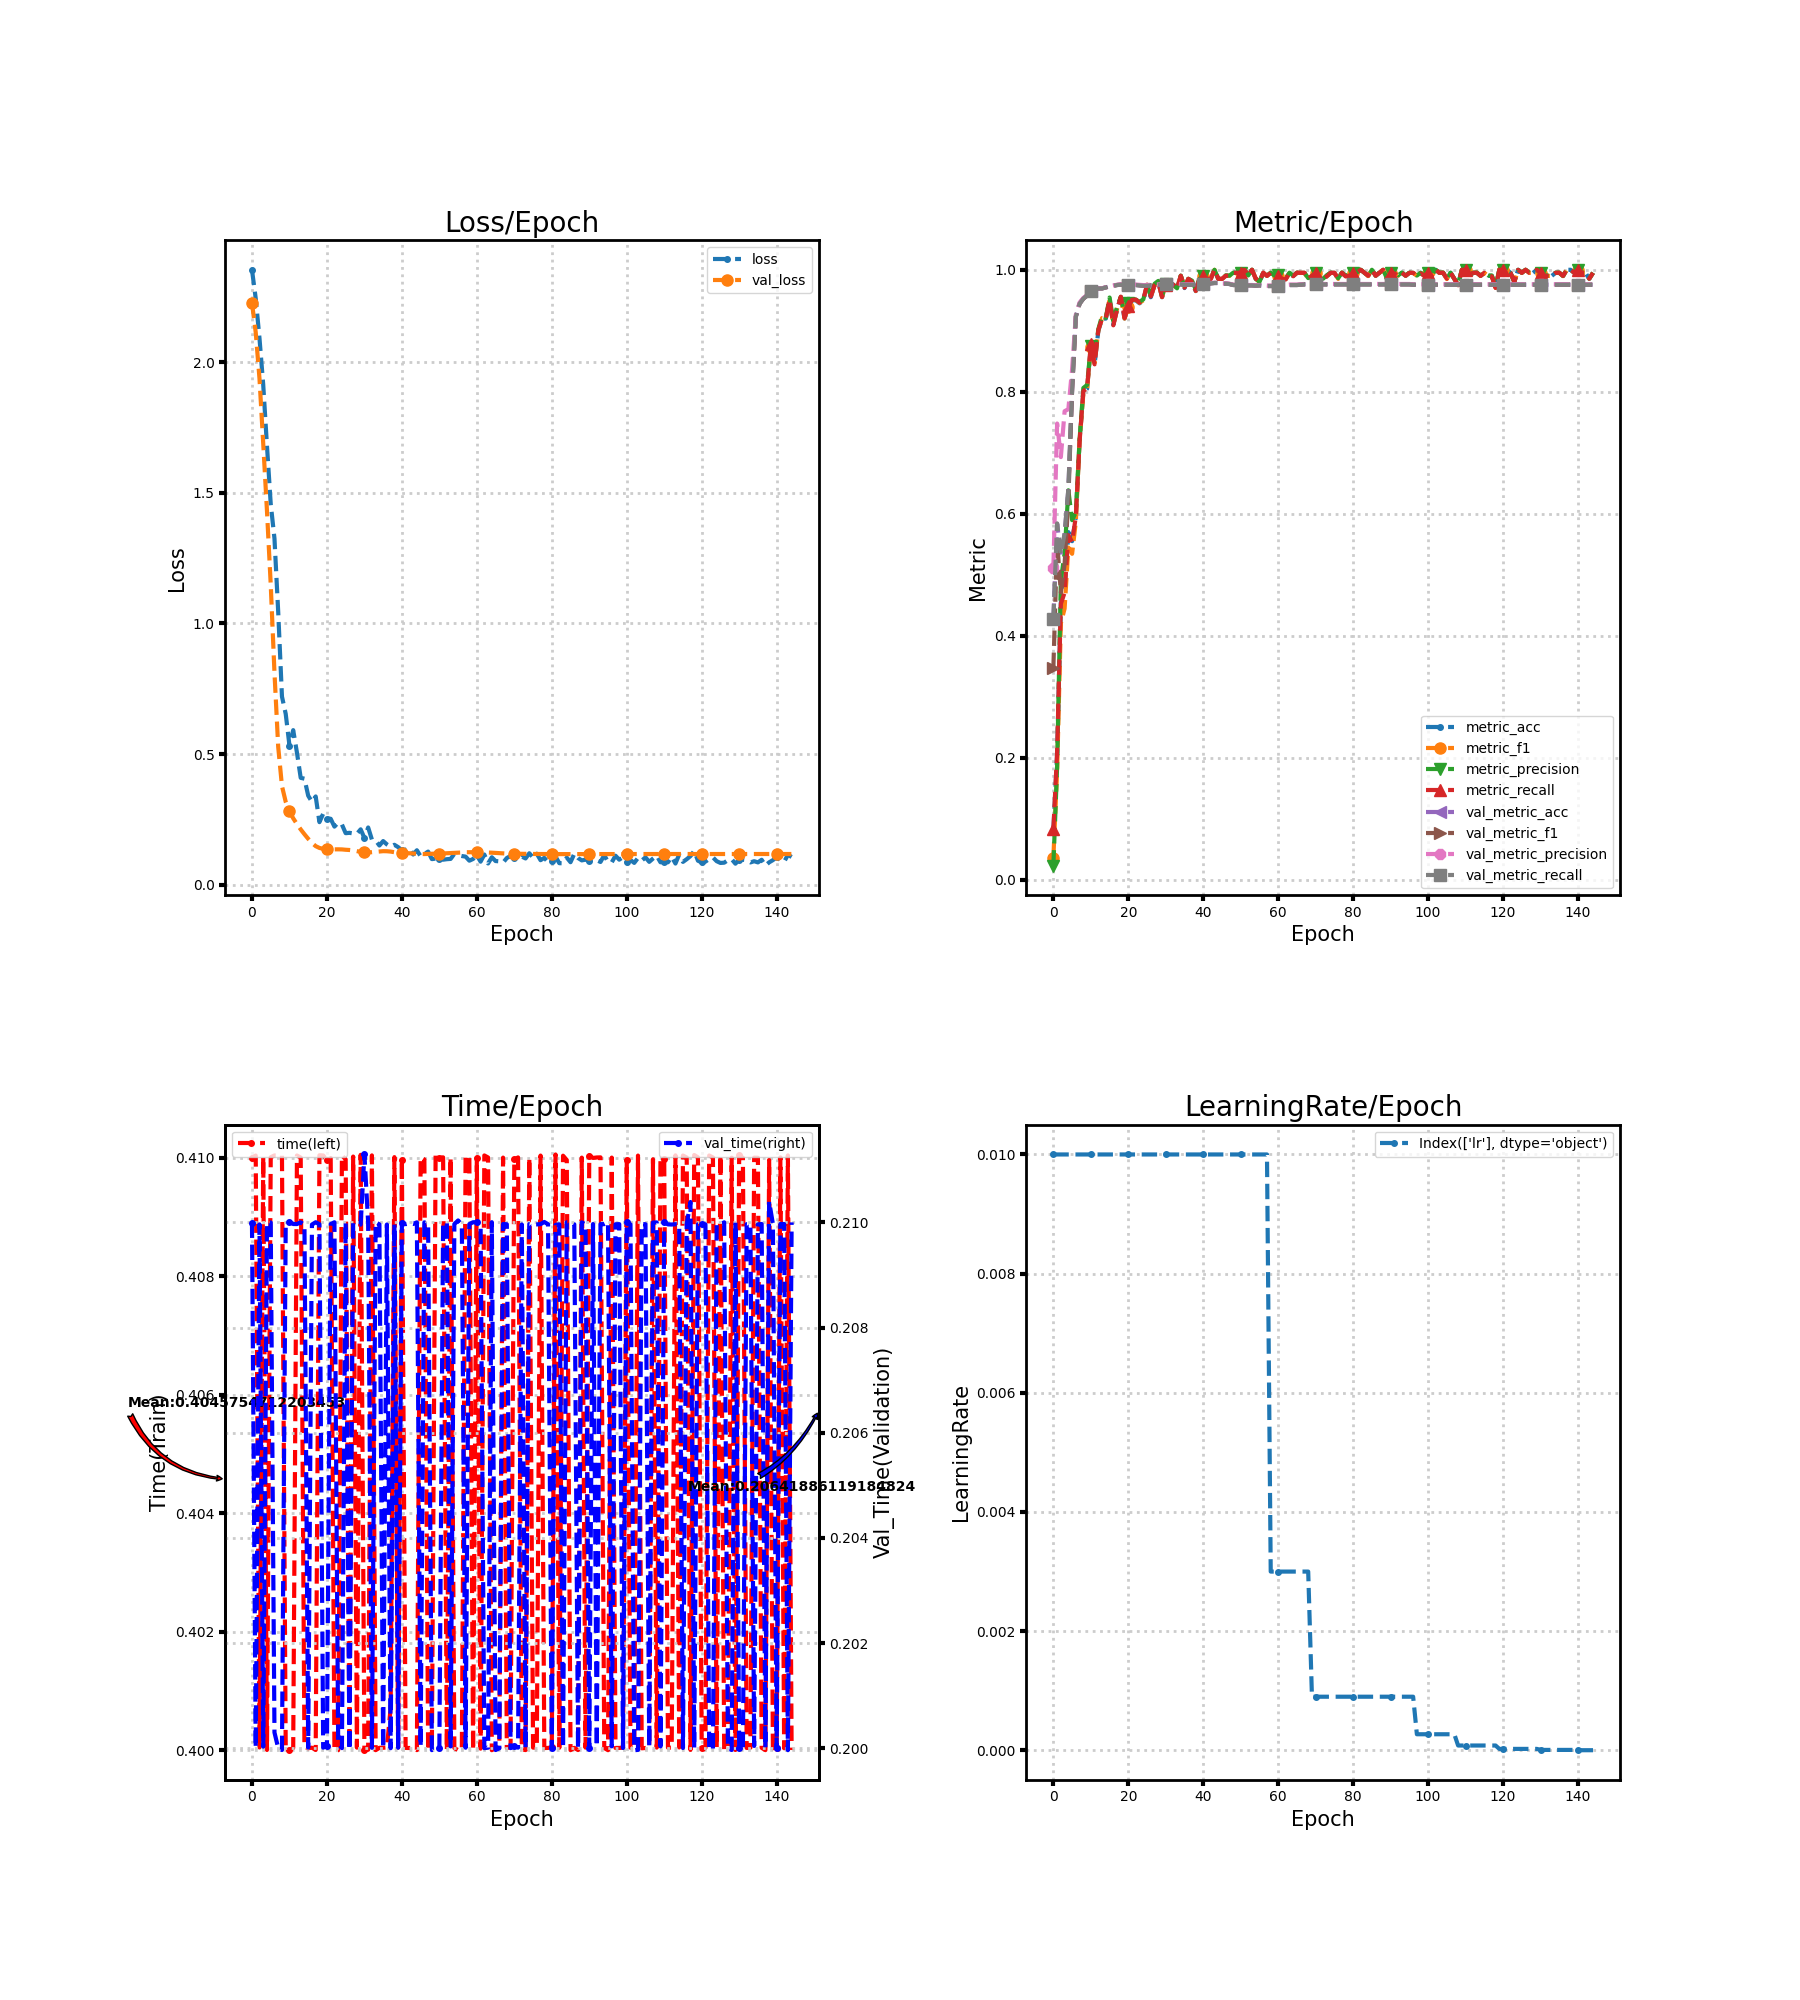 Loss/Epoch
loss
val_loss
2.0
1.5
1.0
0.5
0.0
Loss
0 20 40 60 80 100 120 140
Epoch
Metric/Epoch
1.0
0.8
0.6
0.4
0.2
0.0
Metric
metric_acc
metric_f1
metric_precision
metric_recall
val_metric_acc
val_metric_f1
val_metric_precision
val_metric_recall
0 20 40 60 80 100 120 140
Epoch
Time/Epoch
time(left)
val_time(right)
0.410
0.408
0.406
0.404
0.402
0.400
Time(Train)
0.210
0.208
0.206
0.204
0.202
0.200
Val_Time(Validation)
0 20 40 60 80 100 120 140
Epoch
LearningRate/Epoch
Index(['lr'], dtype='object')
0.010
0.008
0.006
0.004
0.002
0.000
LearningRate
0 20 40 60 80 100 120 140
Epoch